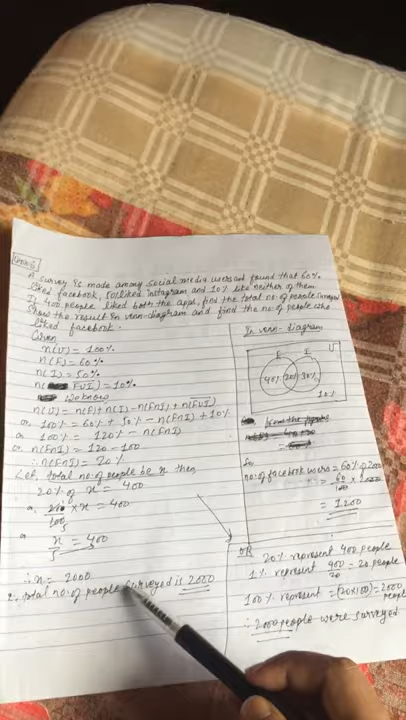 A survey is made among social media users and found that 60%
liked facebook, 50% liked instagram and 10% like neither of them
If 400 people liked both the apps, find the total no. of people surveyed
Show the result In venn-diagram and find the no. of people who
liked facebook.
Given
n(U) = 100%
n(F) = 60%
n(I) = 50%
n( FUI) = 10%
We know
n(U) = n(F) + n(I) - n(FnI) + n(FUI)
or, 100% = 60% + 50% - n(FnI) + 10%
or 100% = 120% - n(FnI)
or n(FnI) = 120 - 100
∴ n(FnI) = 20%
Let, total no. of people be x then
20% of x = 400
or 20/100 × x = 400
or x/5 = 400
∴ x = 2000
∴ total no. of people surveyed is 2000
In venn-diagram
F I U
40% 20% 30%
10%
no. of facebook users = 60% of 2000
= 60/100 × 2000
= 1200
OR
20% represent 400 people
1% represent 400/20 = 20 people
100% represent = (20×100) = 2000
people
∴ 2000 people were surveyed